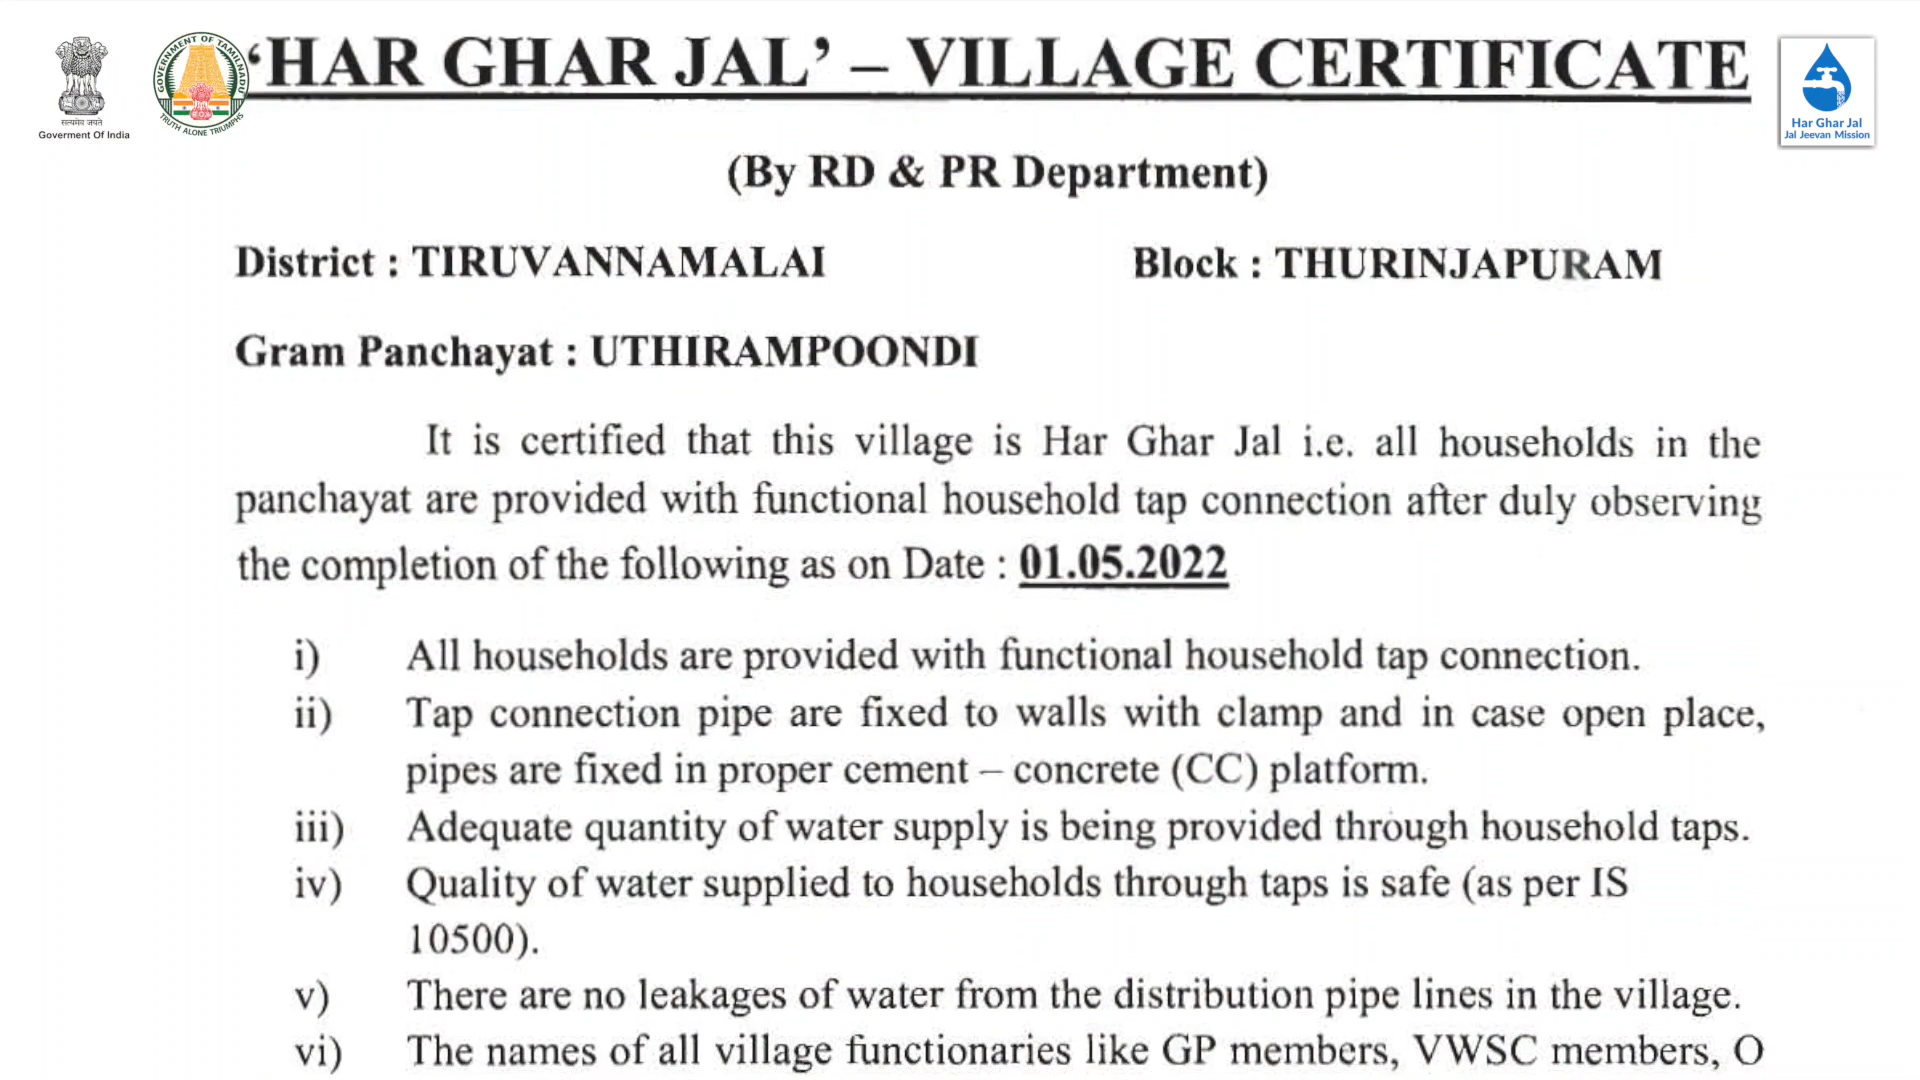 ‘HAR GHAR JAL’ – VILLAGE CERTIFICATE
सत्यमेव जयते
Goverment Of India
GOVERNMENT OF TAMILNADU
TRUTH ALONE TRIUMPHS
Har Ghar Jal
Jal Jeevan Mission
(By RD & PR Department)
District : TIRUVANNAMALAI Block : THURINJAPURAM
Gram Panchayat : UTHIRAMPOONDI
It is certified that this village is Har Ghar Jal i.e. all households in the
panchayat are provided with functional household tap connection after duly observing
the completion of the following as on Date : 01.05.2022
i) All households are provided with functional household tap connection.
ii) Tap connection pipe are fixed to walls with clamp and in case open place,
pipes are fixed in proper cement – concrete (CC) platform.
iii) Adequate quantity of water supply is being provided through household taps.
iv) Quality of water supplied to households through taps is safe (as per IS
10500).
v) There are no leakages of water from the distribution pipe lines in the village.
vi) The names of all village functionaries like GP members, VWSC members, O